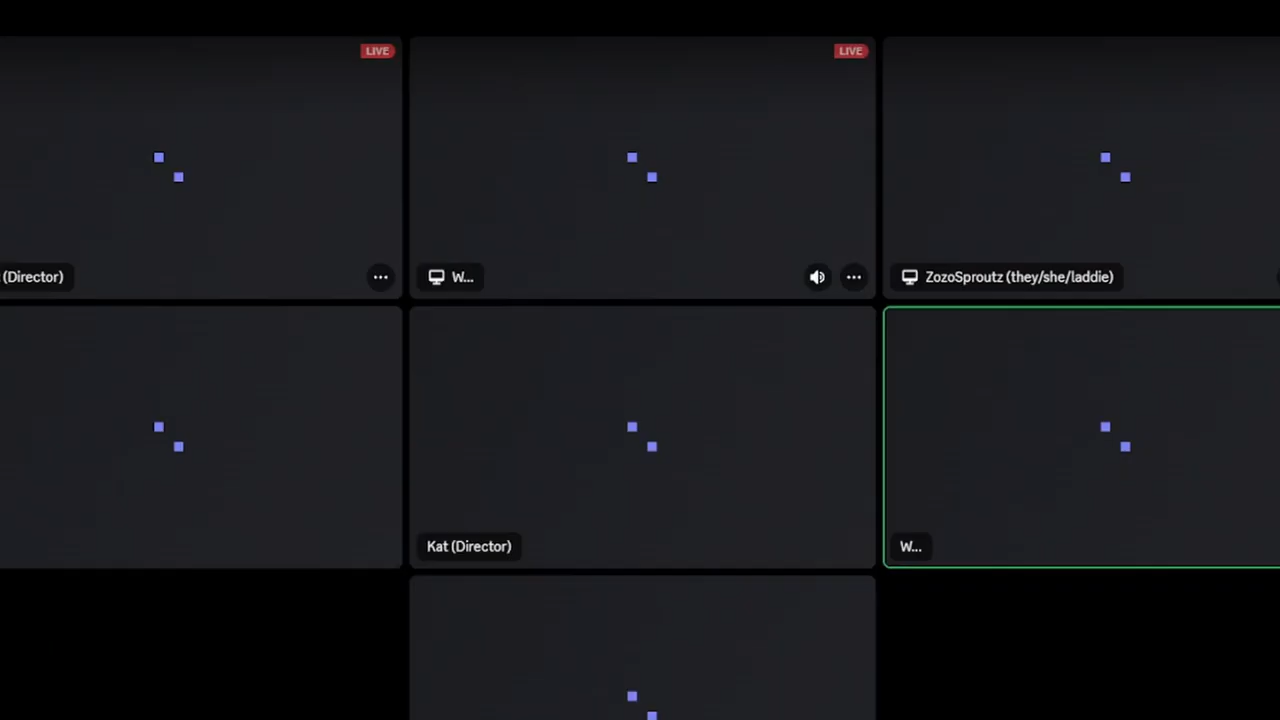 LIVE
LIVE
(Director)
W...
ZozoSproutz (they/she/laddie)
Kat (Director)
W...